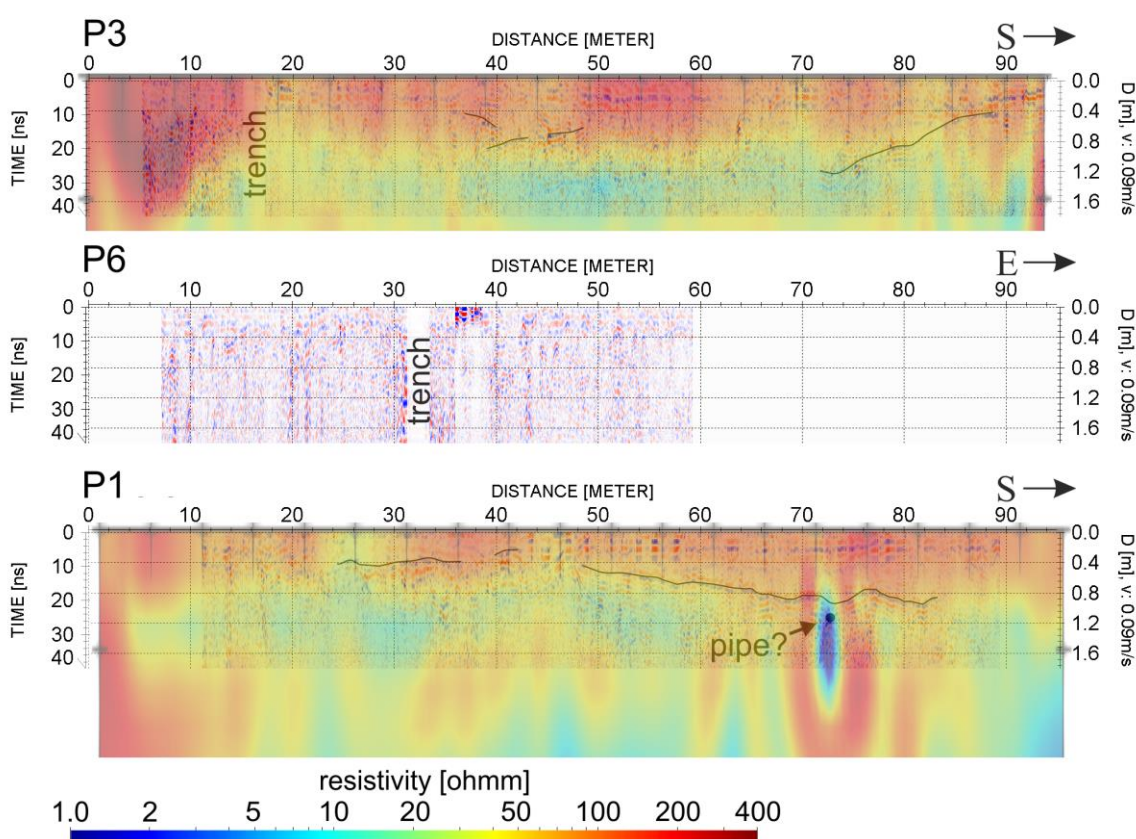 P3
DISTANCE [METER]
S
0 10 20 30 40 50 60 70 80 90
TIME [ns]
0
10
20
30
40
trench
D [m], v: 0.09m/s
0.0
0.4
0.8
1.2
1.6
P6
DISTANCE [METER]
E
0 10 20 30 40 50 60 70 80 90
TIME [ns]
0
10
20
30
40
trench
D [m], v: 0.09m/s
0.0
0.4
0.8
1.2
1.6
P1
DISTANCE [METER]
S
0 10 20 30 40 50 60 70 80 90
TIME [ns]
0
10
20
30
40
pipe?
D [m], v: 0.09m/s
0.0
0.4
0.8
1.2
1.6
resistivity [ohmm]
1.0 2 5 10 20 50 100 200 400